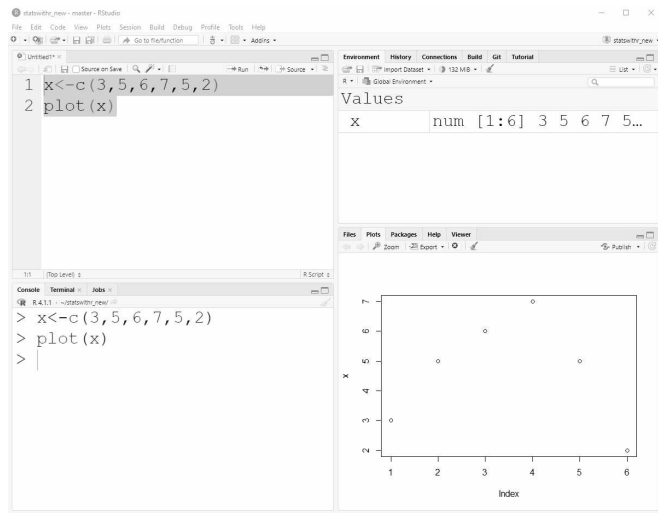 statswithr_new - master - RStudio
File Edit Code View Plots Session Build Debug Profile Tools Help
Go to file/function Addins statswithr_new
Untitled1*
Source on Save Run Source
1 x<-c(3,5,6,7,5,2)
2 plot(x)
1:1 (Top Level) R Script
Console Terminal Jobs
R 4.1.1 · ~/statswithr_new/
> x<-c(3,5,6,7,5,2)
> plot(x)
>
Environment History Connections Build Git Tutorial
Import Dataset 132 MiB List
R Global Environment
Values
x num [1:6] 3 5 6 7 5…
Files Plots Packages Help Viewer
Zoom Export Publish
7
6
5
4
3
2
x
1 2 3 4 5 6
Index